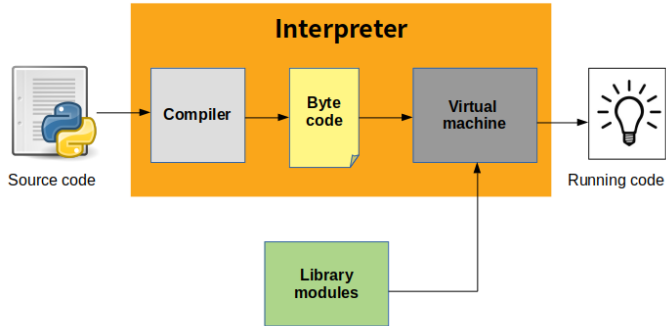 Interpreter
Compiler
Byte
code
Virtual
machine
Source code
Running code
Library
modules